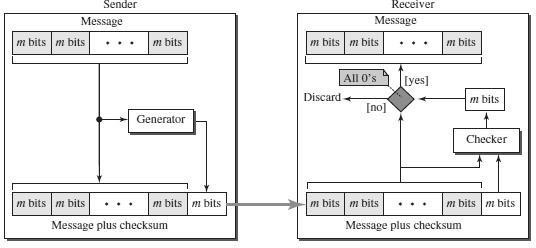 Sender
Message
m bits m bits . . . m bits
Generator
m bits m bits . . . m bits m bits
Message plus checksum
Receiver
Message
m bits m bits . . . m bits
All 0's
[yes]
Discard
[no]
m bits
Checker
m bits m bits . . . m bits m bits
Message plus checksum